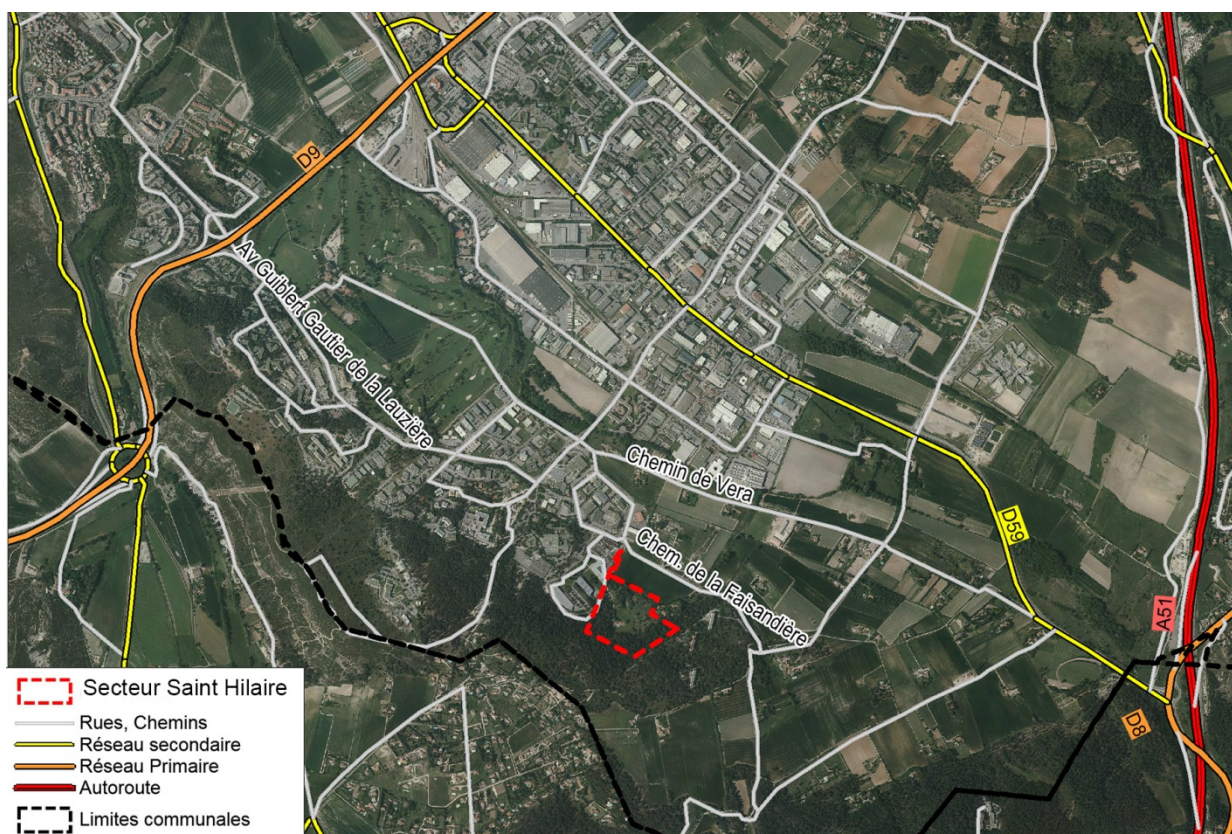 D9
Av Guiblert Gautier de la Lauzière
Chemin de Vera
Chem. de la Faisandière
D59
A51
D8
Secteur Saint Hilaire
Rues, Chemins
Réseau secondaire
Réseau Primaire
Autoroute
Limites communales